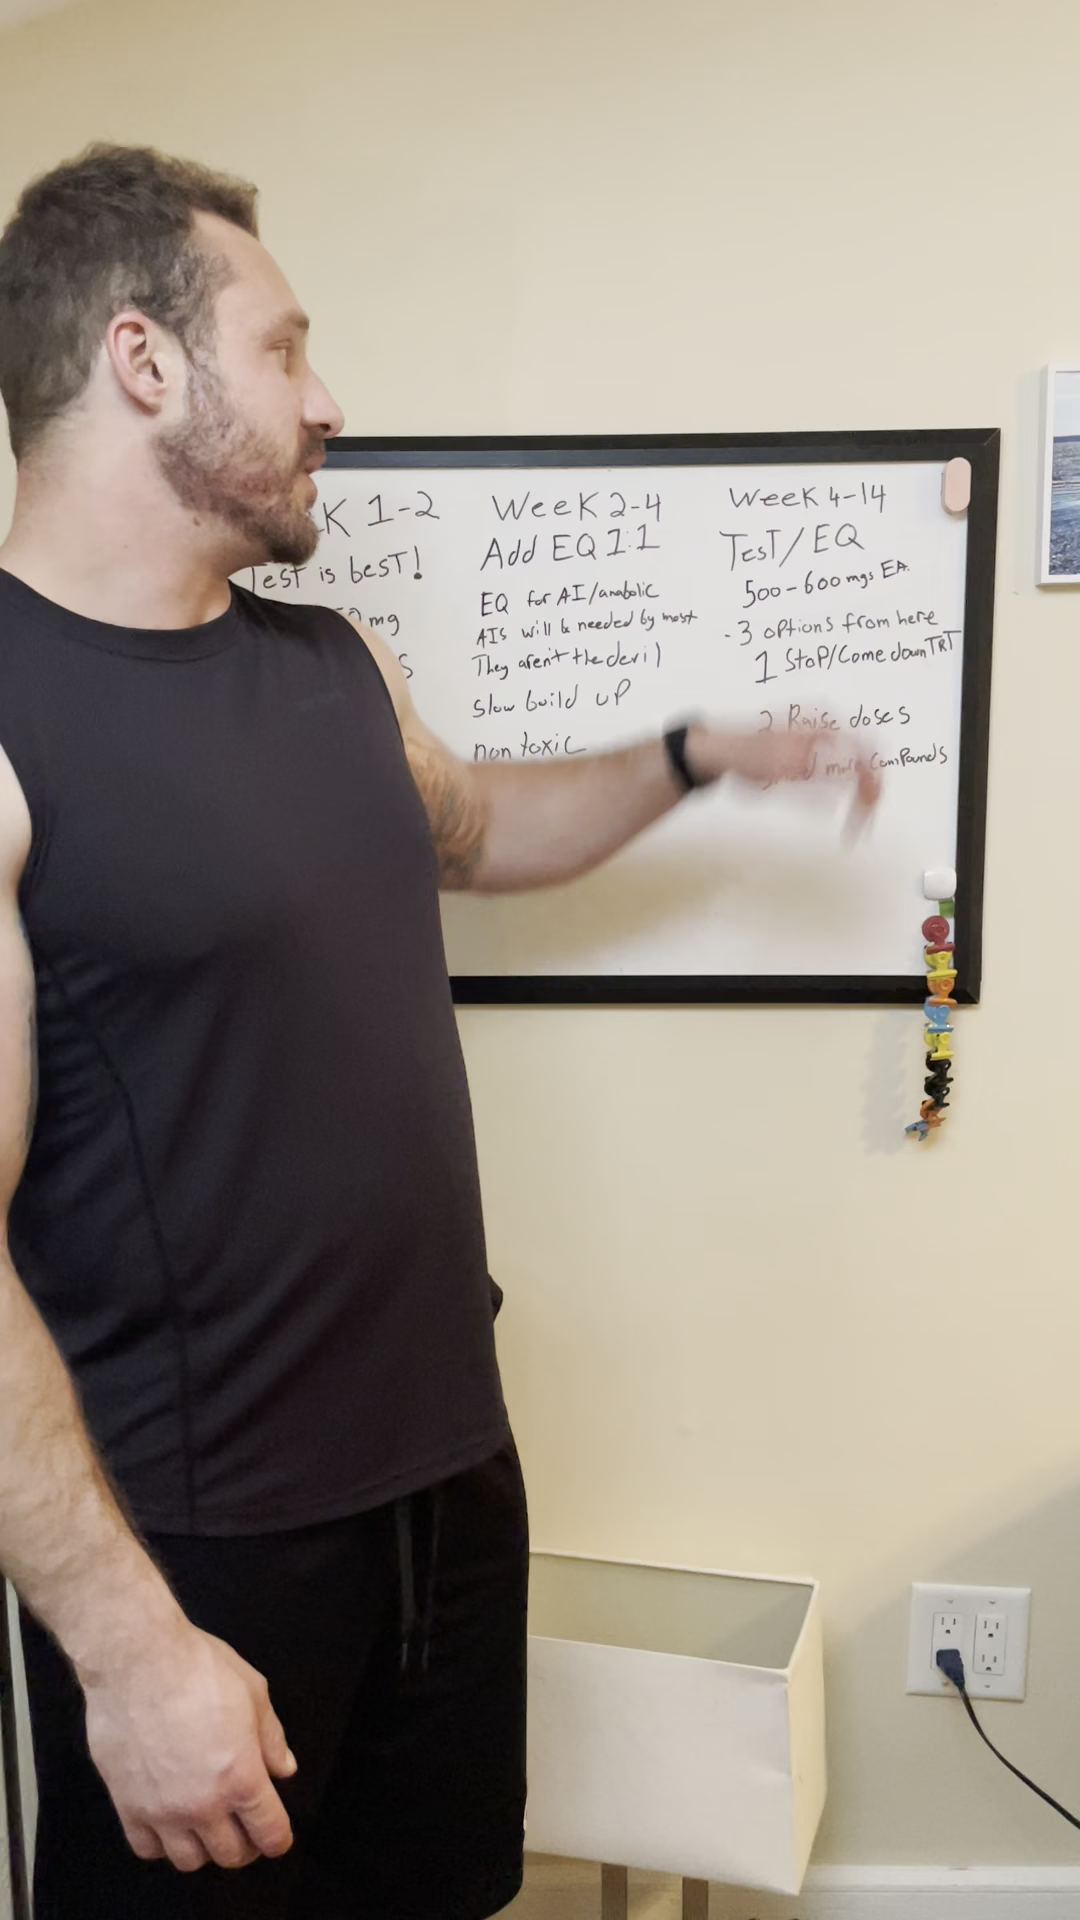 K 1-2
Test is best!
mg
S
Week 2-4
Add EQ 1:1
EQ for AI/anabolic
AIs will be needed by most
They aren't the devil
Slow build up
non toxic
Week 4-14
Test/EQ
500-600 mgs EA.
- 3 options from here
1 Stop/Come down TRT
2 Raise doses
Compounds